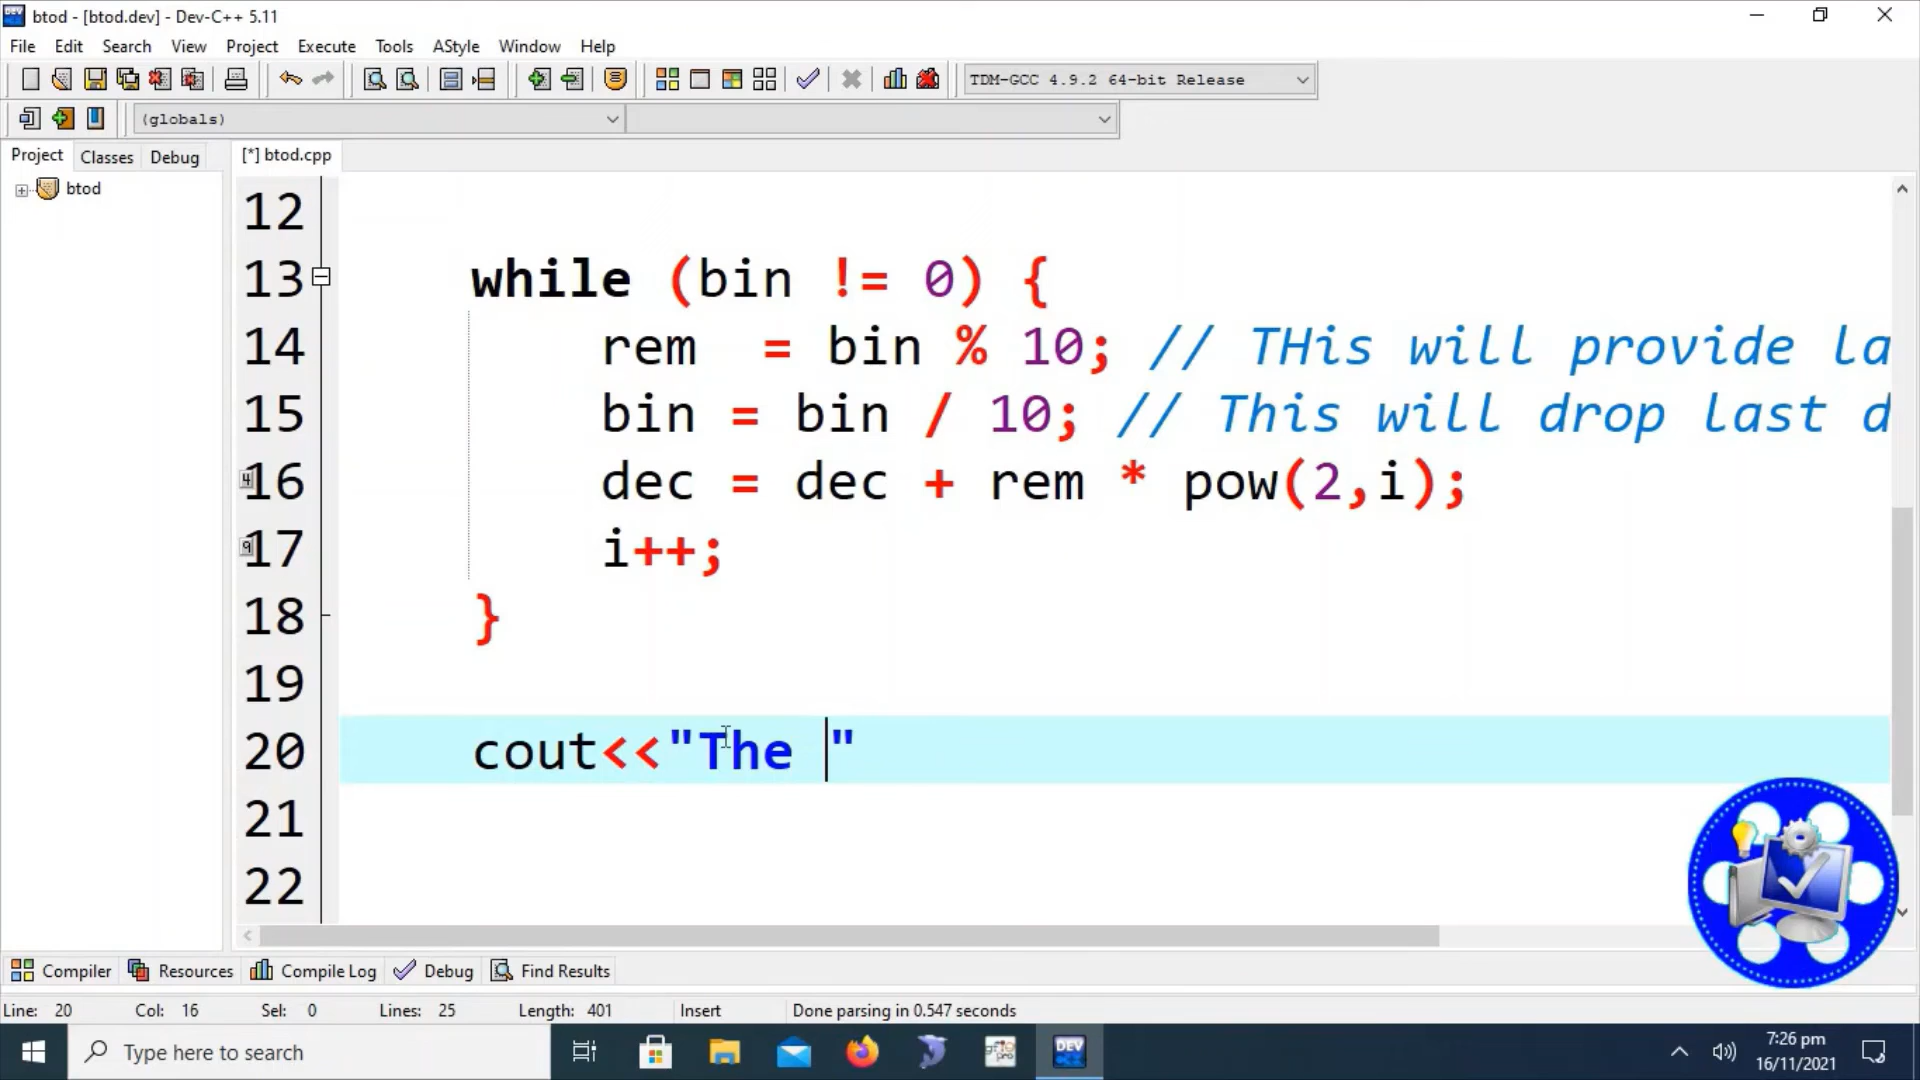 btod - [btod.dev] - Dev-C++ 5.11
File Edit Search View Project Execute Tools AStyle Window Help
TDM-GCC 4.9.2 64-bit Release
(globals)
Project Classes Debug [*] btod.cpp
btod
12
13 while (bin != 0) {
14 rem = bin % 10; // THis will provide la
15 bin = bin / 10; // This will drop last d
16 dec = dec + rem * pow(2,i);
17 i++;
18 }
19
20 cout<<"The "
21
22
Compiler Resources Compile Log Debug Find Results
Line: 20 Col: 16 Sel: 0 Lines: 25 Length: 401 Insert Done parsing in 0.547 seconds
Type here to search
DEV
7:26 pm
16/11/2021